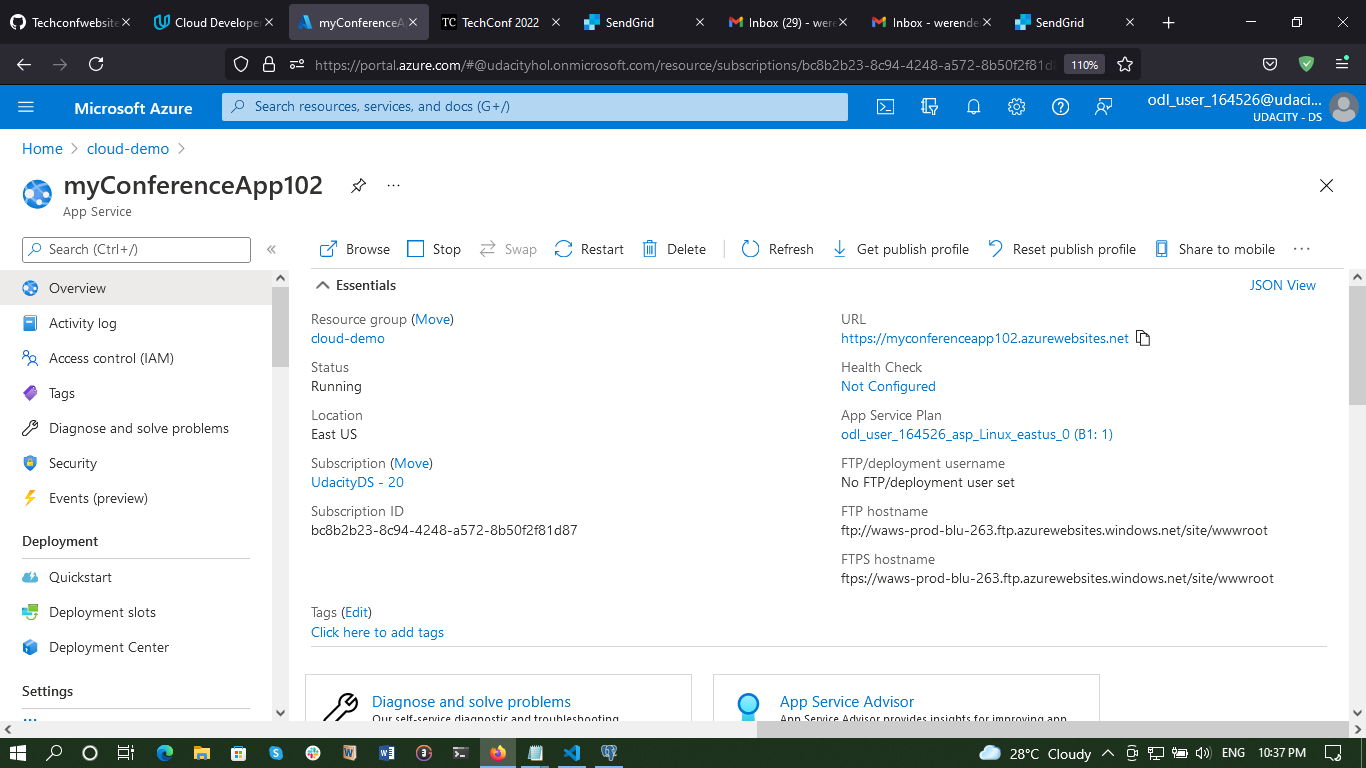 Techconfwebsite
Cloud Developer
myConferenceA
TC TechConf 2022
SendGrid
Inbox (29) - were
Inbox - werende
SendGrid
https://portal.azure.com/#@udacityhol.onmicrosoft.com/resource/subscriptions/bc8b2b23-8c94-4248-a572-8b50f2f81d
110%
Microsoft Azure
Search resources, services, and docs (G+/)
odl_user_164526@udaci...
UDACITY - DS
Home > cloud-demo >
myConferenceApp102
...
App Service
Search (Ctrl+/)
«
Browse
Stop
Swap
Restart
Delete
Refresh
Get publish profile
Reset publish profile
Share to mobile
...
Overview
Activity log
Access control (IAM)
Tags
Diagnose and solve problems
Security
Events (preview)
Deployment
Quickstart
Deployment slots
Deployment Center
Settings
Essentials
JSON View
Resource group (Move)
cloud-demo
Status
Running
Location
East US
Subscription (Move)
UdacityDS - 20
Subscription ID
bc8b2b23-8c94-4248-a572-8b50f2f81d87
URL
https://myconferenceapp102.azurewebsites.net
Health Check
Not Configured
App Service Plan
odl_user_164526_asp_Linux_eastus_0 (B1: 1)
FTP/deployment username
No FTP/deployment user set
FTP hostname
ftp://waws-prod-blu-263.ftp.azurewebsites.windows.net/site/wwwroot
FTPS hostname
ftps://waws-prod-blu-263.ftp.azurewebsites.windows.net/site/wwwroot
Tags (Edit)
Click here to add tags
Diagnose and solve problems
Our self-service diagnostic and troubleshooting
App Service Advisor
App Service Advisor provides insights for improving app
28°C Cloudy
ENG
10:37 PM